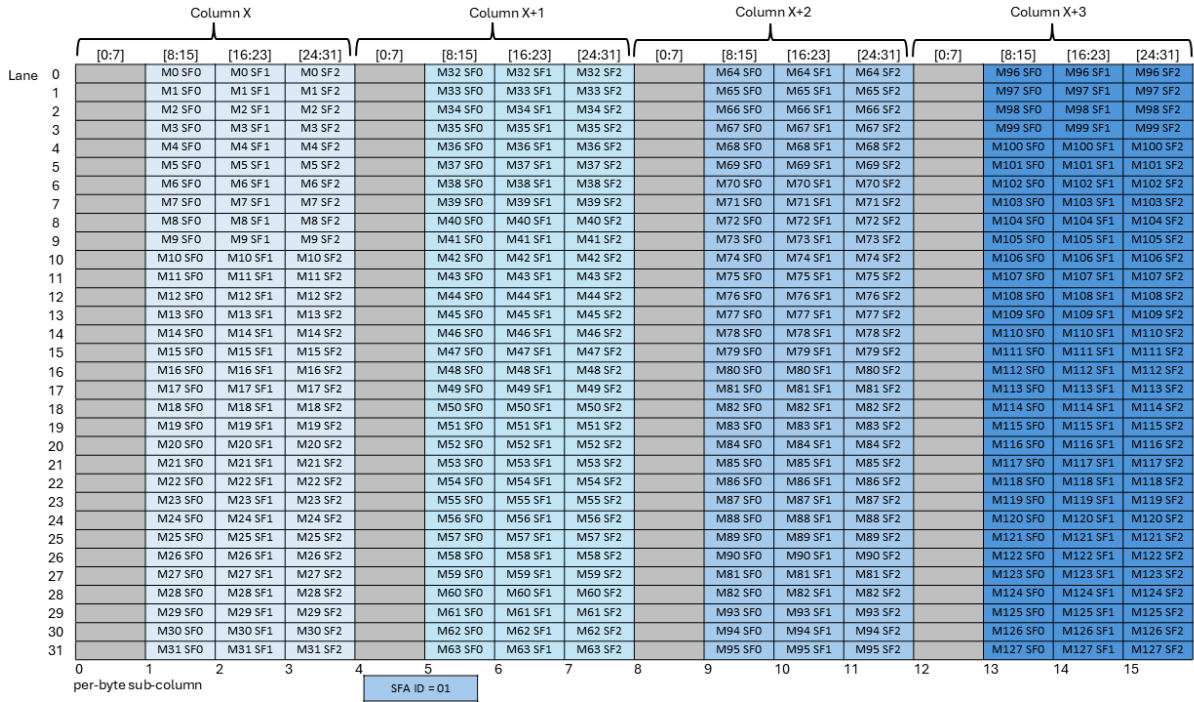 Column X Column X+1 Column X+2 Column X+3
[0:7] [8:15] [16:23] [24:31] [0:7] [8:15] [16:23] [24:31] [0:7] [8:15] [16:23] [24:31] [0:7] [8:15] [16:23] [24:31]
Lane 0 M0 SF0 M0 SF1 M0 SF2 M32 SF0 M32 SF1 M32 SF2 M64 SF0 M64 SF1 M64 SF2 M96 SF0 M96 SF1 M96 SF2
1 M1 SF0 M1 SF1 M1 SF2 M33 SF0 M33 SF1 M33 SF2 M65 SF0 M65 SF1 M65 SF2 M97 SF0 M97 SF1 M97 SF2
2 M2 SF0 M2 SF1 M2 SF2 M34 SF0 M34 SF1 M34 SF2 M66 SF0 M66 SF1 M66 SF2 M98 SF0 M98 SF1 M98 SF2
3 M3 SF0 M3 SF1 M3 SF2 M35 SF0 M35 SF1 M35 SF2 M67 SF0 M67 SF1 M67 SF2 M99 SF0 M99 SF1 M99 SF2
4 M4 SF0 M4 SF1 M4 SF2 M36 SF0 M36 SF1 M36 SF2 M68 SF0 M68 SF1 M68 SF2 M100 SF0 M100 SF1 M100 SF2
5 M5 SF0 M5 SF1 M5 SF2 M37 SF0 M37 SF1 M37 SF2 M69 SF0 M69 SF1 M69 SF2 M101 SF0 M101 SF1 M101 SF2
6 M6 SF0 M6 SF1 M6 SF2 M38 SF0 M38 SF1 M38 SF2 M70 SF0 M70 SF1 M70 SF2 M102 SF0 M102 SF1 M102 SF2
7 M7 SF0 M7 SF1 M7 SF2 M39 SF0 M39 SF1 M39 SF2 M71 SF0 M71 SF1 M71 SF2 M103 SF0 M103 SF1 M103 SF2
8 M8 SF0 M8 SF1 M8 SF2 M40 SF0 M40 SF1 M40 SF2 M72 SF0 M72 SF1 M72 SF2 M104 SF0 M104 SF1 M104 SF2
9 M9 SF0 M9 SF1 M9 SF2 M41 SF0 M41 SF1 M41 SF2 M73 SF0 M73 SF1 M73 SF2 M105 SF0 M105 SF1 M105 SF2
10 M10 SF0 M10 SF1 M10 SF2 M42 SF0 M42 SF1 M42 SF2 M74 SF0 M74 SF1 M74 SF2 M106 SF0 M106 SF1 M106 SF2
11 M11 SF0 M11 SF1 M11 SF2 M43 SF0 M43 SF1 M43 SF2 M75 SF0 M75 SF1 M75 SF2 M107 SF0 M107 SF1 M107 SF2
12 M12 SF0 M12 SF1 M12 SF2 M44 SF0 M44 SF1 M44 SF2 M76 SF0 M76 SF1 M76 SF2 M108 SF0 M108 SF1 M108 SF2
13 M13 SF0 M13 SF1 M13 SF2 M45 SF0 M45 SF1 M45 SF2 M77 SF0 M77 SF1 M77 SF2 M109 SF0 M109 SF1 M109 SF2
14 M14 SF0 M14 SF1 M14 SF2 M46 SF0 M46 SF1 M46 SF2 M78 SF0 M78 SF1 M78 SF2 M110 SF0 M110 SF1 M110 SF2
15 M15 SF0 M15 SF1 M15 SF2 M47 SF0 M47 SF1 M47 SF2 M79 SF0 M79 SF1 M79 SF2 M111 SF0 M111 SF1 M111 SF2
16 M16 SF0 M16 SF1 M16 SF2 M48 SF0 M48 SF1 M48 SF2 M80 SF0 M80 SF1 M80 SF2 M112 SF0 M112 SF1 M112 SF2
17 M17 SF0 M17 SF1 M17 SF2 M49 SF0 M49 SF1 M49 SF2 M81 SF0 M81 SF1 M81 SF2 M113 SF0 M113 SF1 M113 SF2
18 M18 SF0 M18 SF1 M18 SF2 M50 SF0 M50 SF1 M50 SF2 M82 SF0 M82 SF1 M82 SF2 M114 SF0 M114 SF1 M114 SF2
19 M19 SF0 M19 SF1 M19 SF2 M51 SF0 M51 SF1 M51 SF2 M83 SF0 M83 SF1 M83 SF2 M115 SF0 M115 SF1 M115 SF2
20 M20 SF0 M20 SF1 M20 SF2 M52 SF0 M52 SF1 M52 SF2 M84 SF0 M84 SF1 M84 SF2 M116 SF0 M116 SF1 M116 SF2
21 M21 SF0 M21 SF1 M21 SF2 M53 SF0 M53 SF1 M53 SF2 M85 SF0 M85 SF1 M85 SF2 M117 SF0 M117 SF1 M117 SF2
22 M22 SF0 M22 SF1 M22 SF2 M54 SF0 M54 SF1 M54 SF2 M86 SF0 M86 SF1 M86 SF2 M118 SF0 M118 SF1 M118 SF2
23 M23 SF0 M23 SF1 M23 SF2 M55 SF0 M55 SF1 M55 SF2 M87 SF0 M87 SF1 M87 SF2 M119 SF0 M119 SF1 M119 SF2
24 M24 SF0 M24 SF1 M24 SF2 M56 SF0 M56 SF1 M56 SF2 M88 SF0 M88 SF1 M88 SF2 M120 SF0 M120 SF1 M120 SF2
25 M25 SF0 M25 SF1 M25 SF2 M57 SF0 M57 SF1 M57 SF2 M89 SF0 M89 SF1 M89 SF2 M121 SF0 M121 SF1 M121 SF2
26 M26 SF0 M26 SF1 M26 SF2 M58 SF0 M58 SF1 M58 SF2 M90 SF0 M90 SF1 M90 SF2 M122 SF0 M122 SF1 M122 SF2
27 M27 SF0 M27 SF1 M27 SF2 M59 SF0 M59 SF1 M59 SF2 M81 SF0 M81 SF1 M81 SF2 M123 SF0 M123 SF1 M123 SF2
28 M28 SF0 M28 SF1 M28 SF2 M60 SF0 M60 SF1 M60 SF2 M82 SF0 M82 SF1 M82 SF2 M124 SF0 M124 SF1 M124 SF2
29 M29 SF0 M29 SF1 M29 SF2 M61 SF0 M61 SF1 M61 SF2 M93 SF0 M93 SF1 M93 SF2 M125 SF0 M125 SF1 M125 SF2
30 M30 SF0 M30 SF1 M30 SF2 M62 SF0 M62 SF1 M62 SF2 M94 SF0 M94 SF1 M94 SF2 M126 SF0 M126 SF1 M126 SF2
31 M31 SF0 M31 SF1 M31 SF2 M63 SF0 M63 SF1 M63 SF2 M95 SF0 M95 SF1 M95 SF2 M127 SF0 M127 SF1 M127 SF2
0 1 2 3 4 5 6 7 8 9 10 11 12 13 14 15
per-byte sub-column
SFA ID = 01